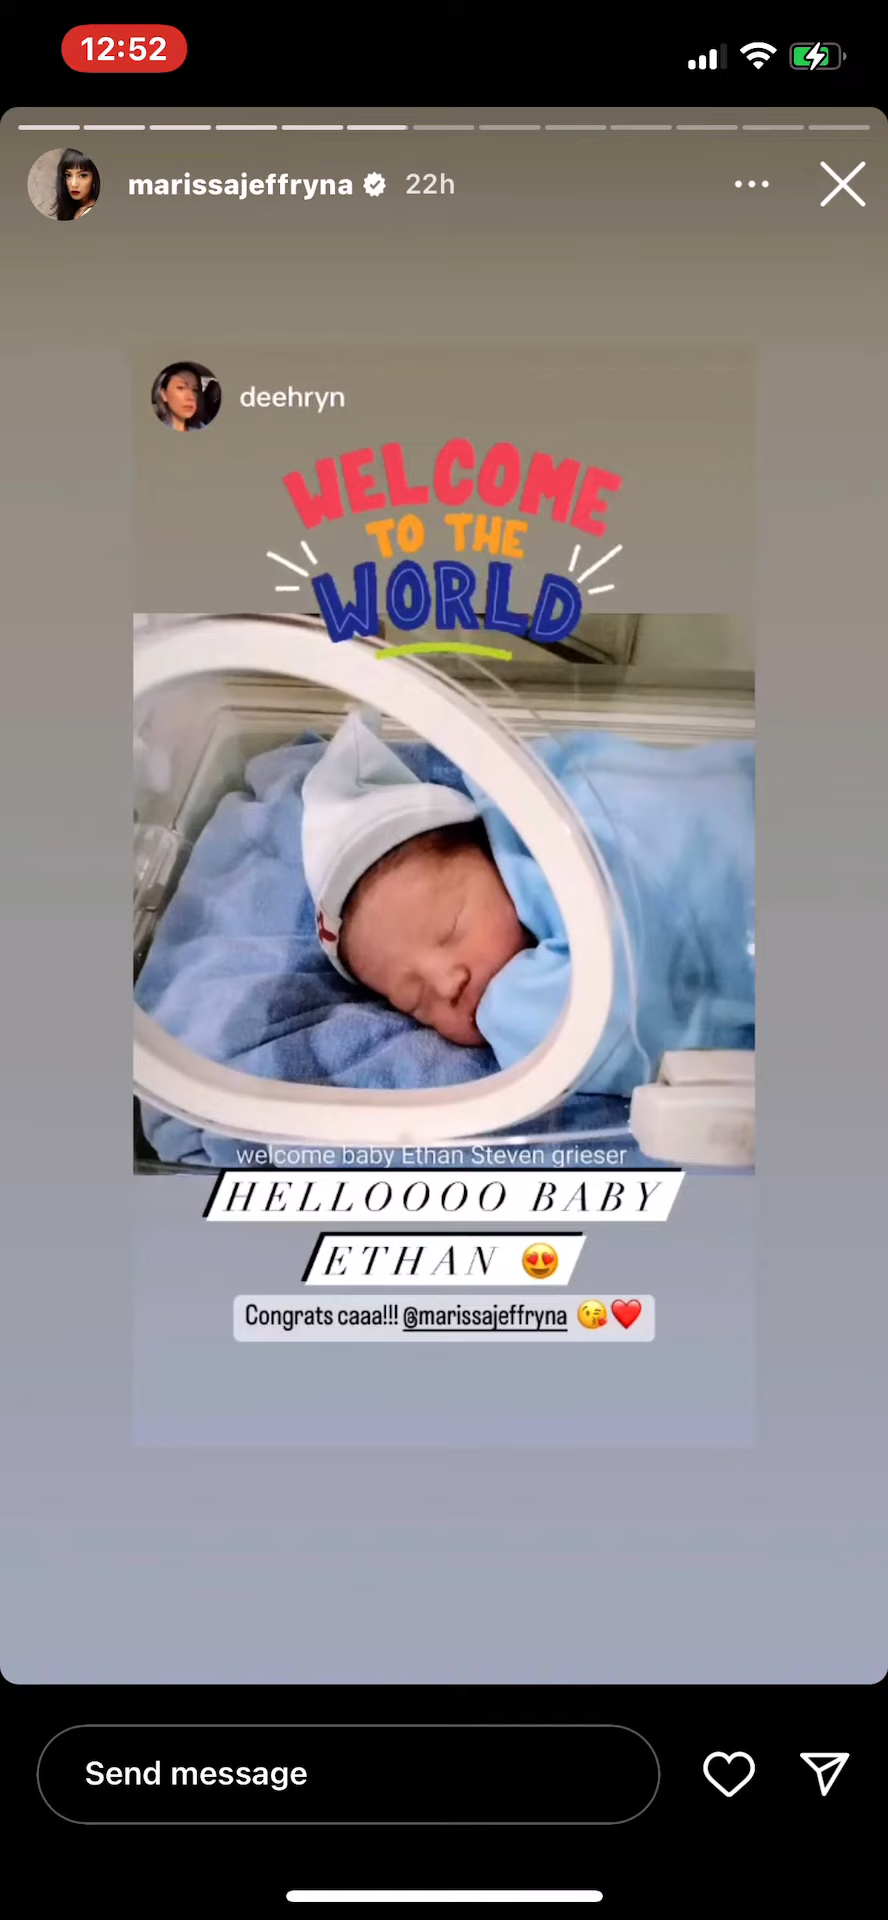 12:52
marissajeffryna 22h
deehryn
WELCOME
TO THE
WORLD
welcome baby Ethan Steven grieser
HELLOOOO BABY
ETHAN 😍
Congrats caaa!!! @marissajeffryna 😘❤️
Send message